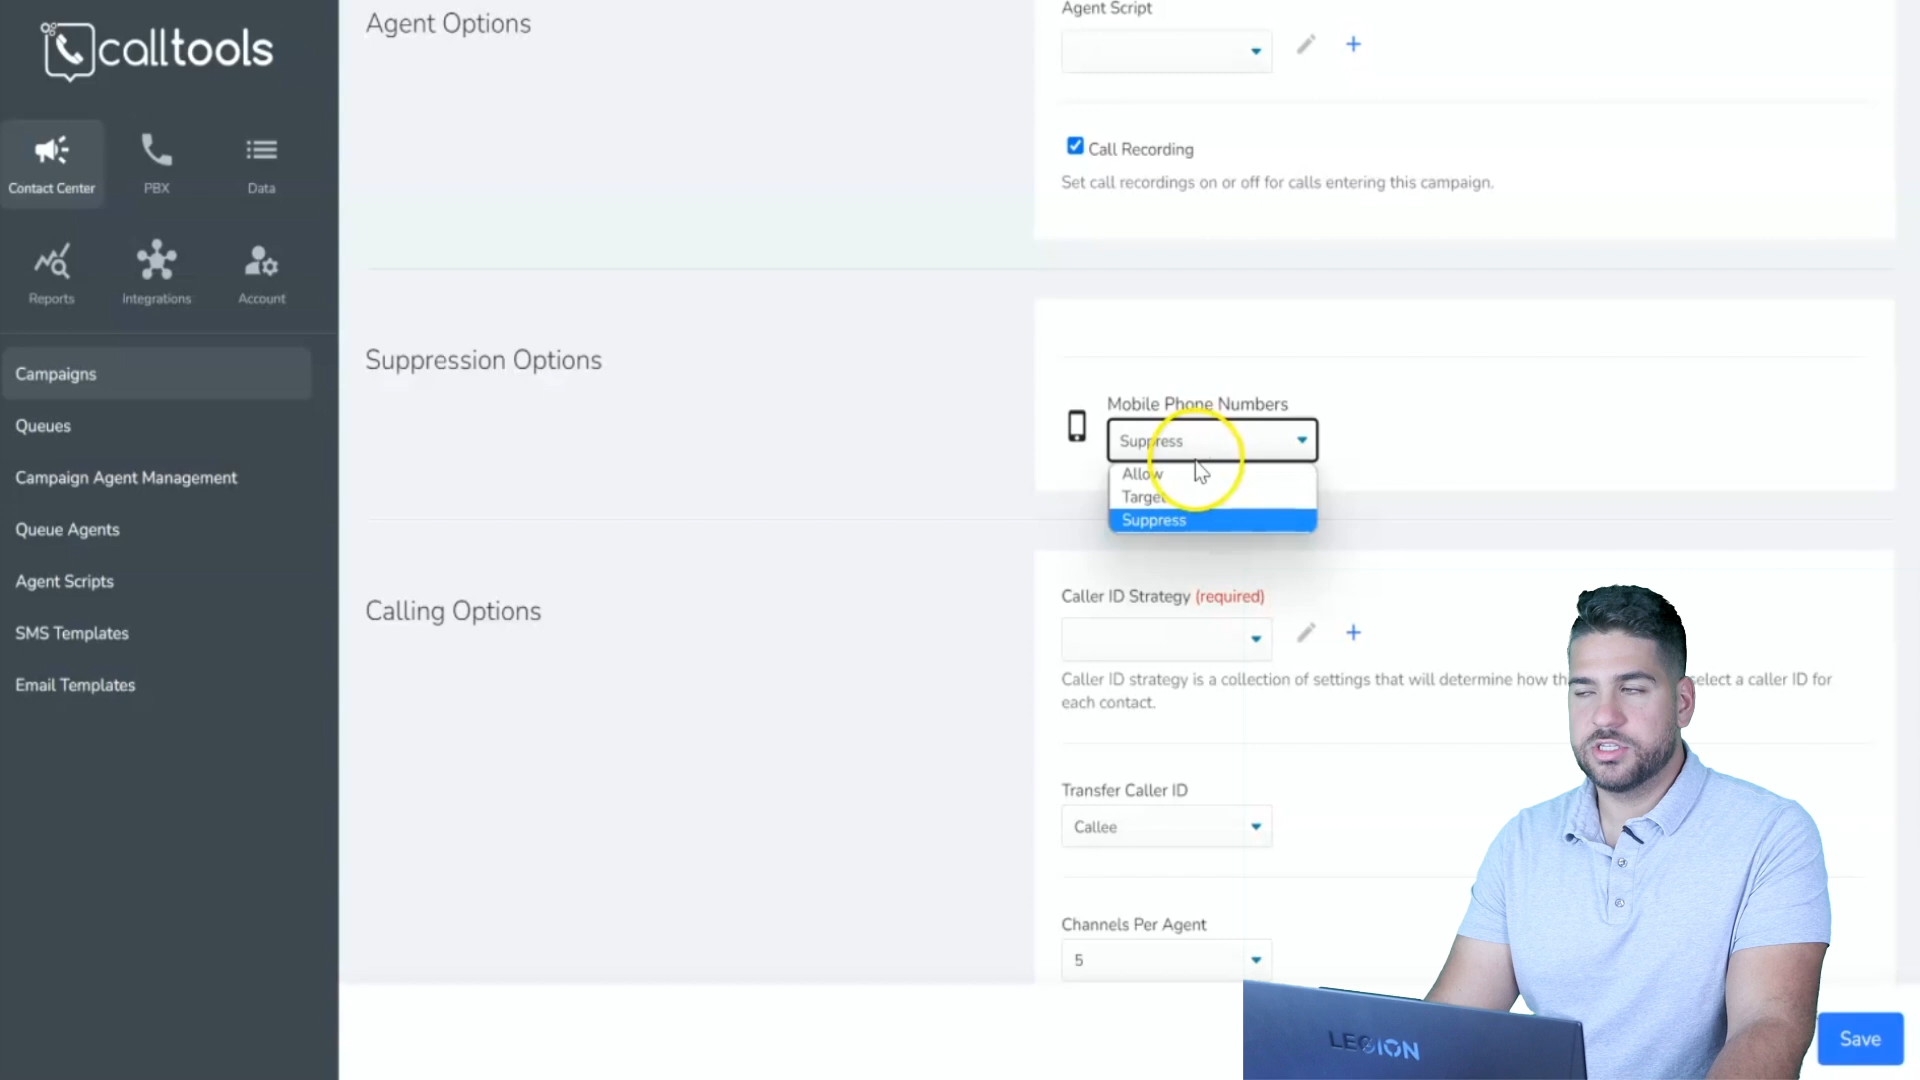 calltools
Contact Center
PBX
Data
Reports
Integrations
Account
Campaigns
Queues
Campaign Agent Management
Queue Agents
Agent Scripts
SMS Templates
Email Templates
Agent Options
Agent Script
Call Recording
Set call recordings on or off for calls entering this campaign.
Suppression Options
Mobile Phone Numbers
Suppress
Allow
Target
Suppress
Calling Options
Caller ID Strategy (required)
Caller ID strategy is a collection of settings that will determine how select a caller ID for
each contact.
Transfer Caller ID
Callee
Channels Per Agent
5
LEGION
Save